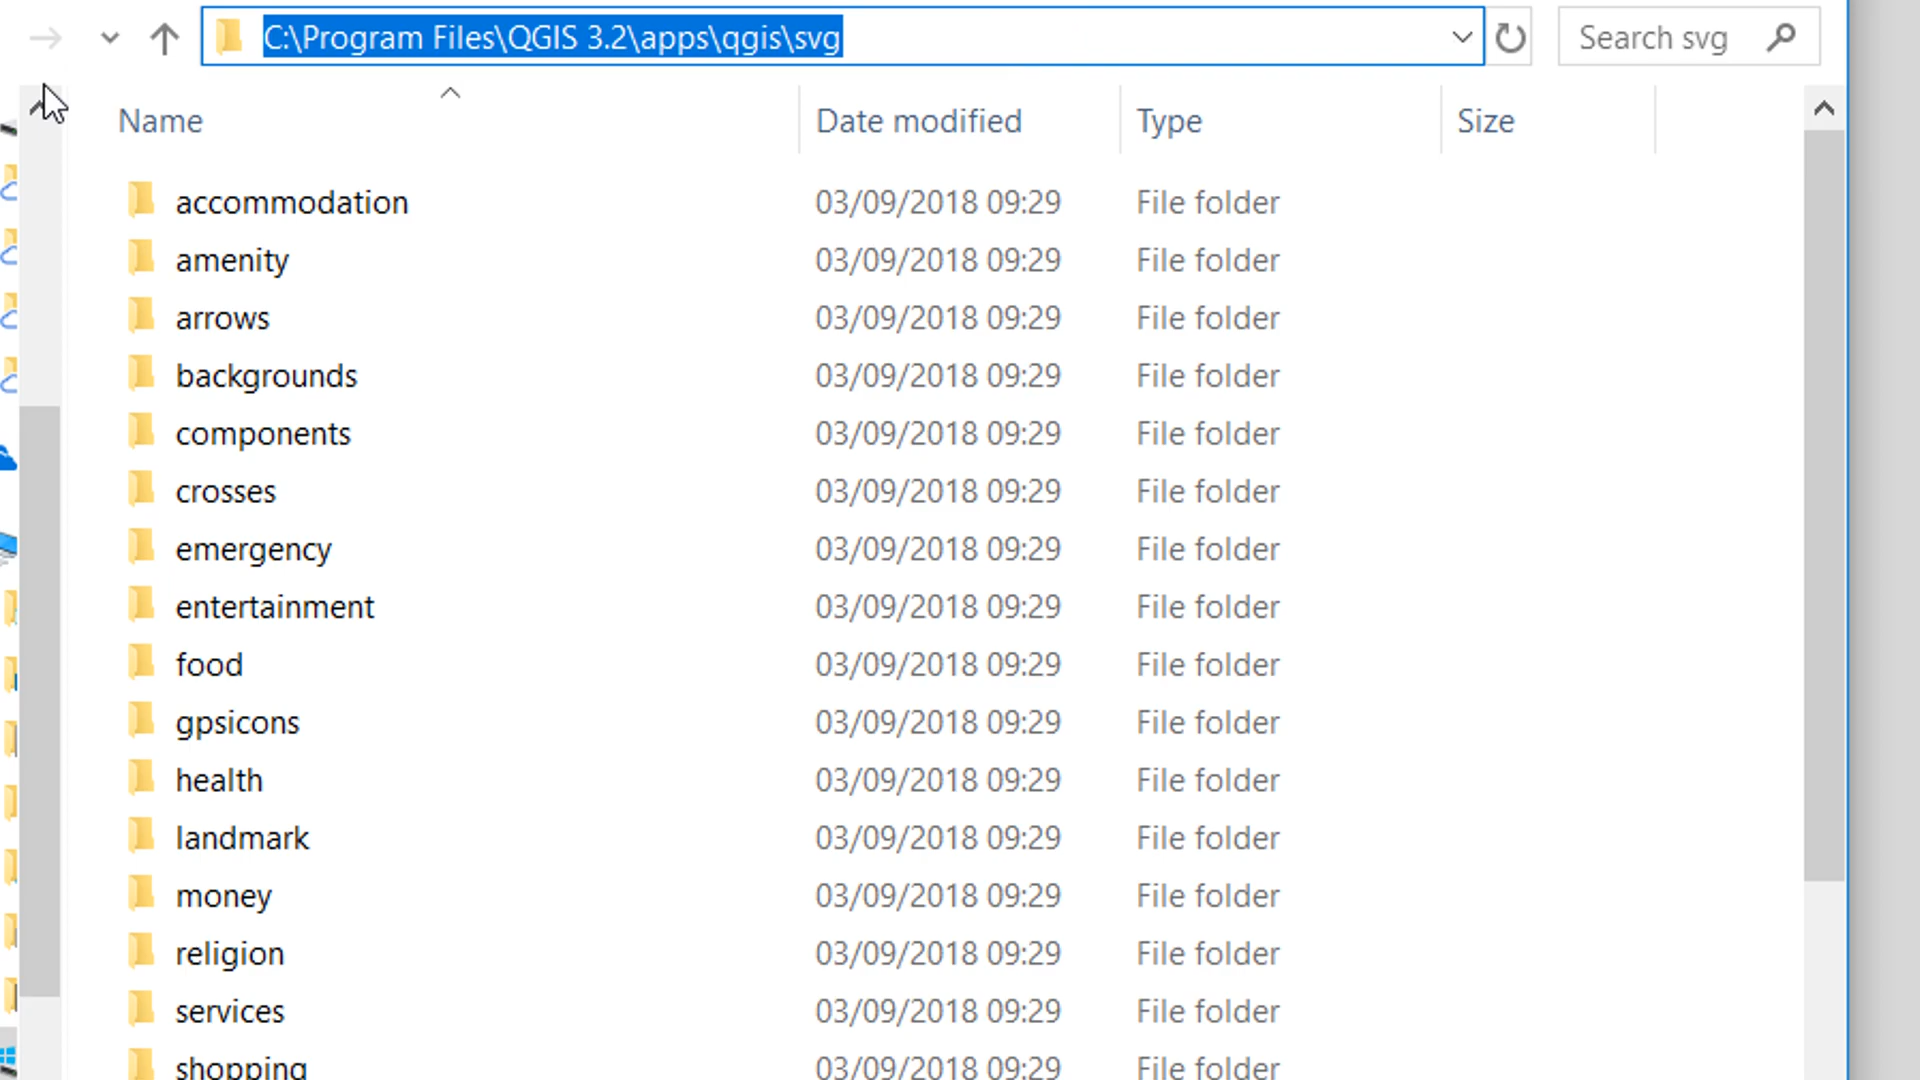 C:\Program Files\QGIS 3.2\apps\qgis\svg Search svg
Name Date modified Type Size
accommodation 03/09/2018 09:29 File folder
amenity 03/09/2018 09:29 File folder
arrows 03/09/2018 09:29 File folder
backgrounds 03/09/2018 09:29 File folder
components 03/09/2018 09:29 File folder
crosses 03/09/2018 09:29 File folder
emergency 03/09/2018 09:29 File folder
entertainment 03/09/2018 09:29 File folder
food 03/09/2018 09:29 File folder
gpsicons 03/09/2018 09:29 File folder
health 03/09/2018 09:29 File folder
landmark 03/09/2018 09:29 File folder
money 03/09/2018 09:29 File folder
religion 03/09/2018 09:29 File folder
services 03/09/2018 09:29 File folder
shopping 03/09/2018 09:29 File folder